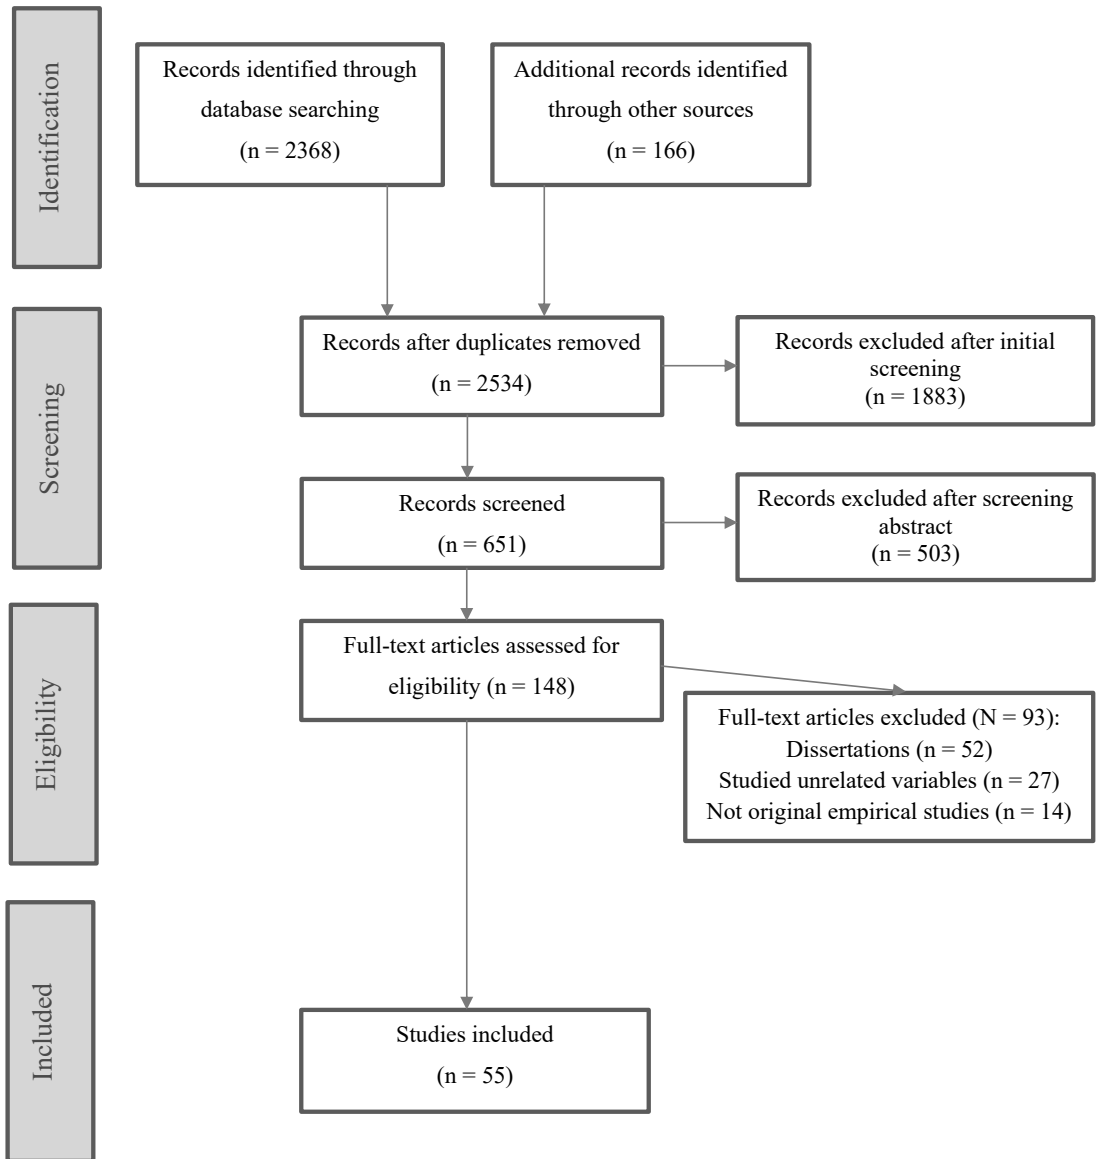 Identification
Records identified through
database searching
(n = 2368)
Additional records identified
through other sources
(n = 166)
Screening
Records after duplicates removed
(n = 2534)
Records excluded after initial
screening
(n = 1883)
Records screened
(n = 651)
Records excluded after screening
abstract
(n = 503)
Eligibility
Full-text articles assessed for
eligibility (n = 148)
Full-text articles excluded (N = 93):
Dissertations (n = 52)
Studied unrelated variables (n = 27)
Not original empirical studies (n = 14)
Included
Studies included
(n = 55)